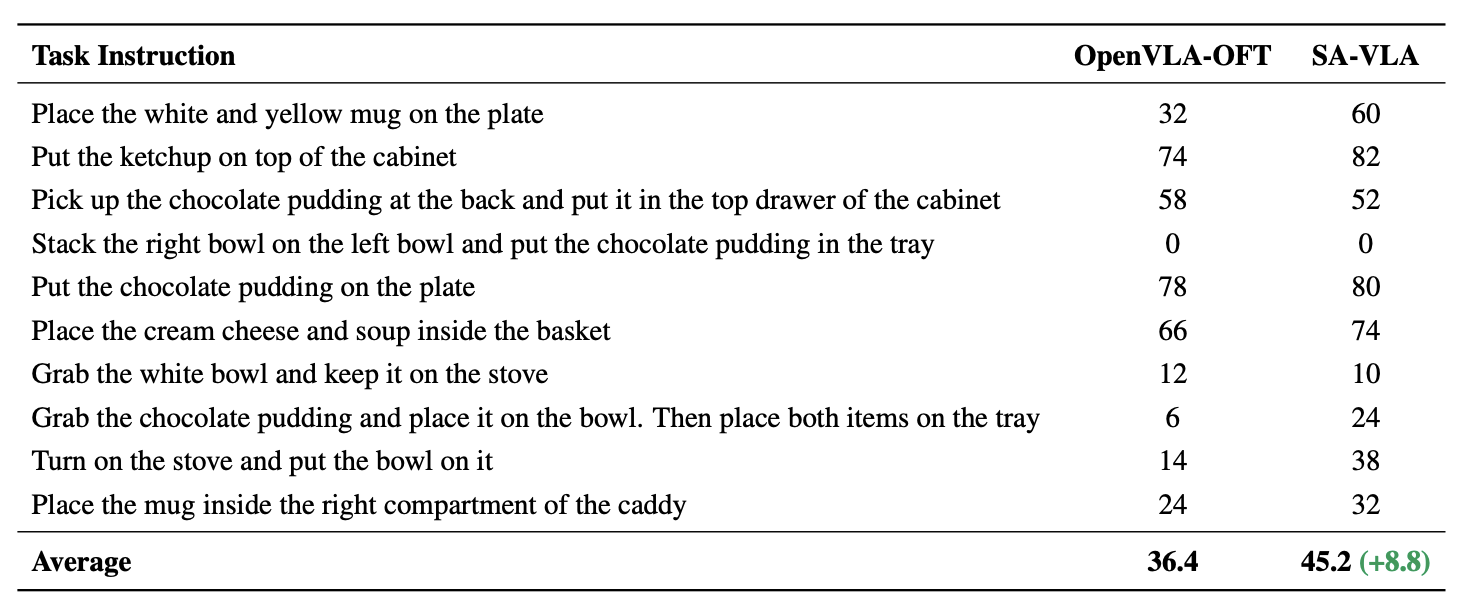 Task Instruction OpenVLA-OFT SA-VLA
Place the white and yellow mug on the plate 32 60
Put the ketchup on top of the cabinet 74 82
Pick up the chocolate pudding at the back and put it in the top drawer of the cabinet 58 52
Stack the right bowl on the left bowl and put the chocolate pudding in the tray 0 0
Put the chocolate pudding on the plate 78 80
Place the cream cheese and soup inside the basket 66 74
Grab the white bowl and keep it on the stove 12 10
Grab the chocolate pudding and place it on the bowl. Then place both items on the tray 6 24
Turn on the stove and put the bowl on it 14 38
Place the mug inside the right compartment of the caddy 24 32
Average 36.4 45.2 (+8.8)